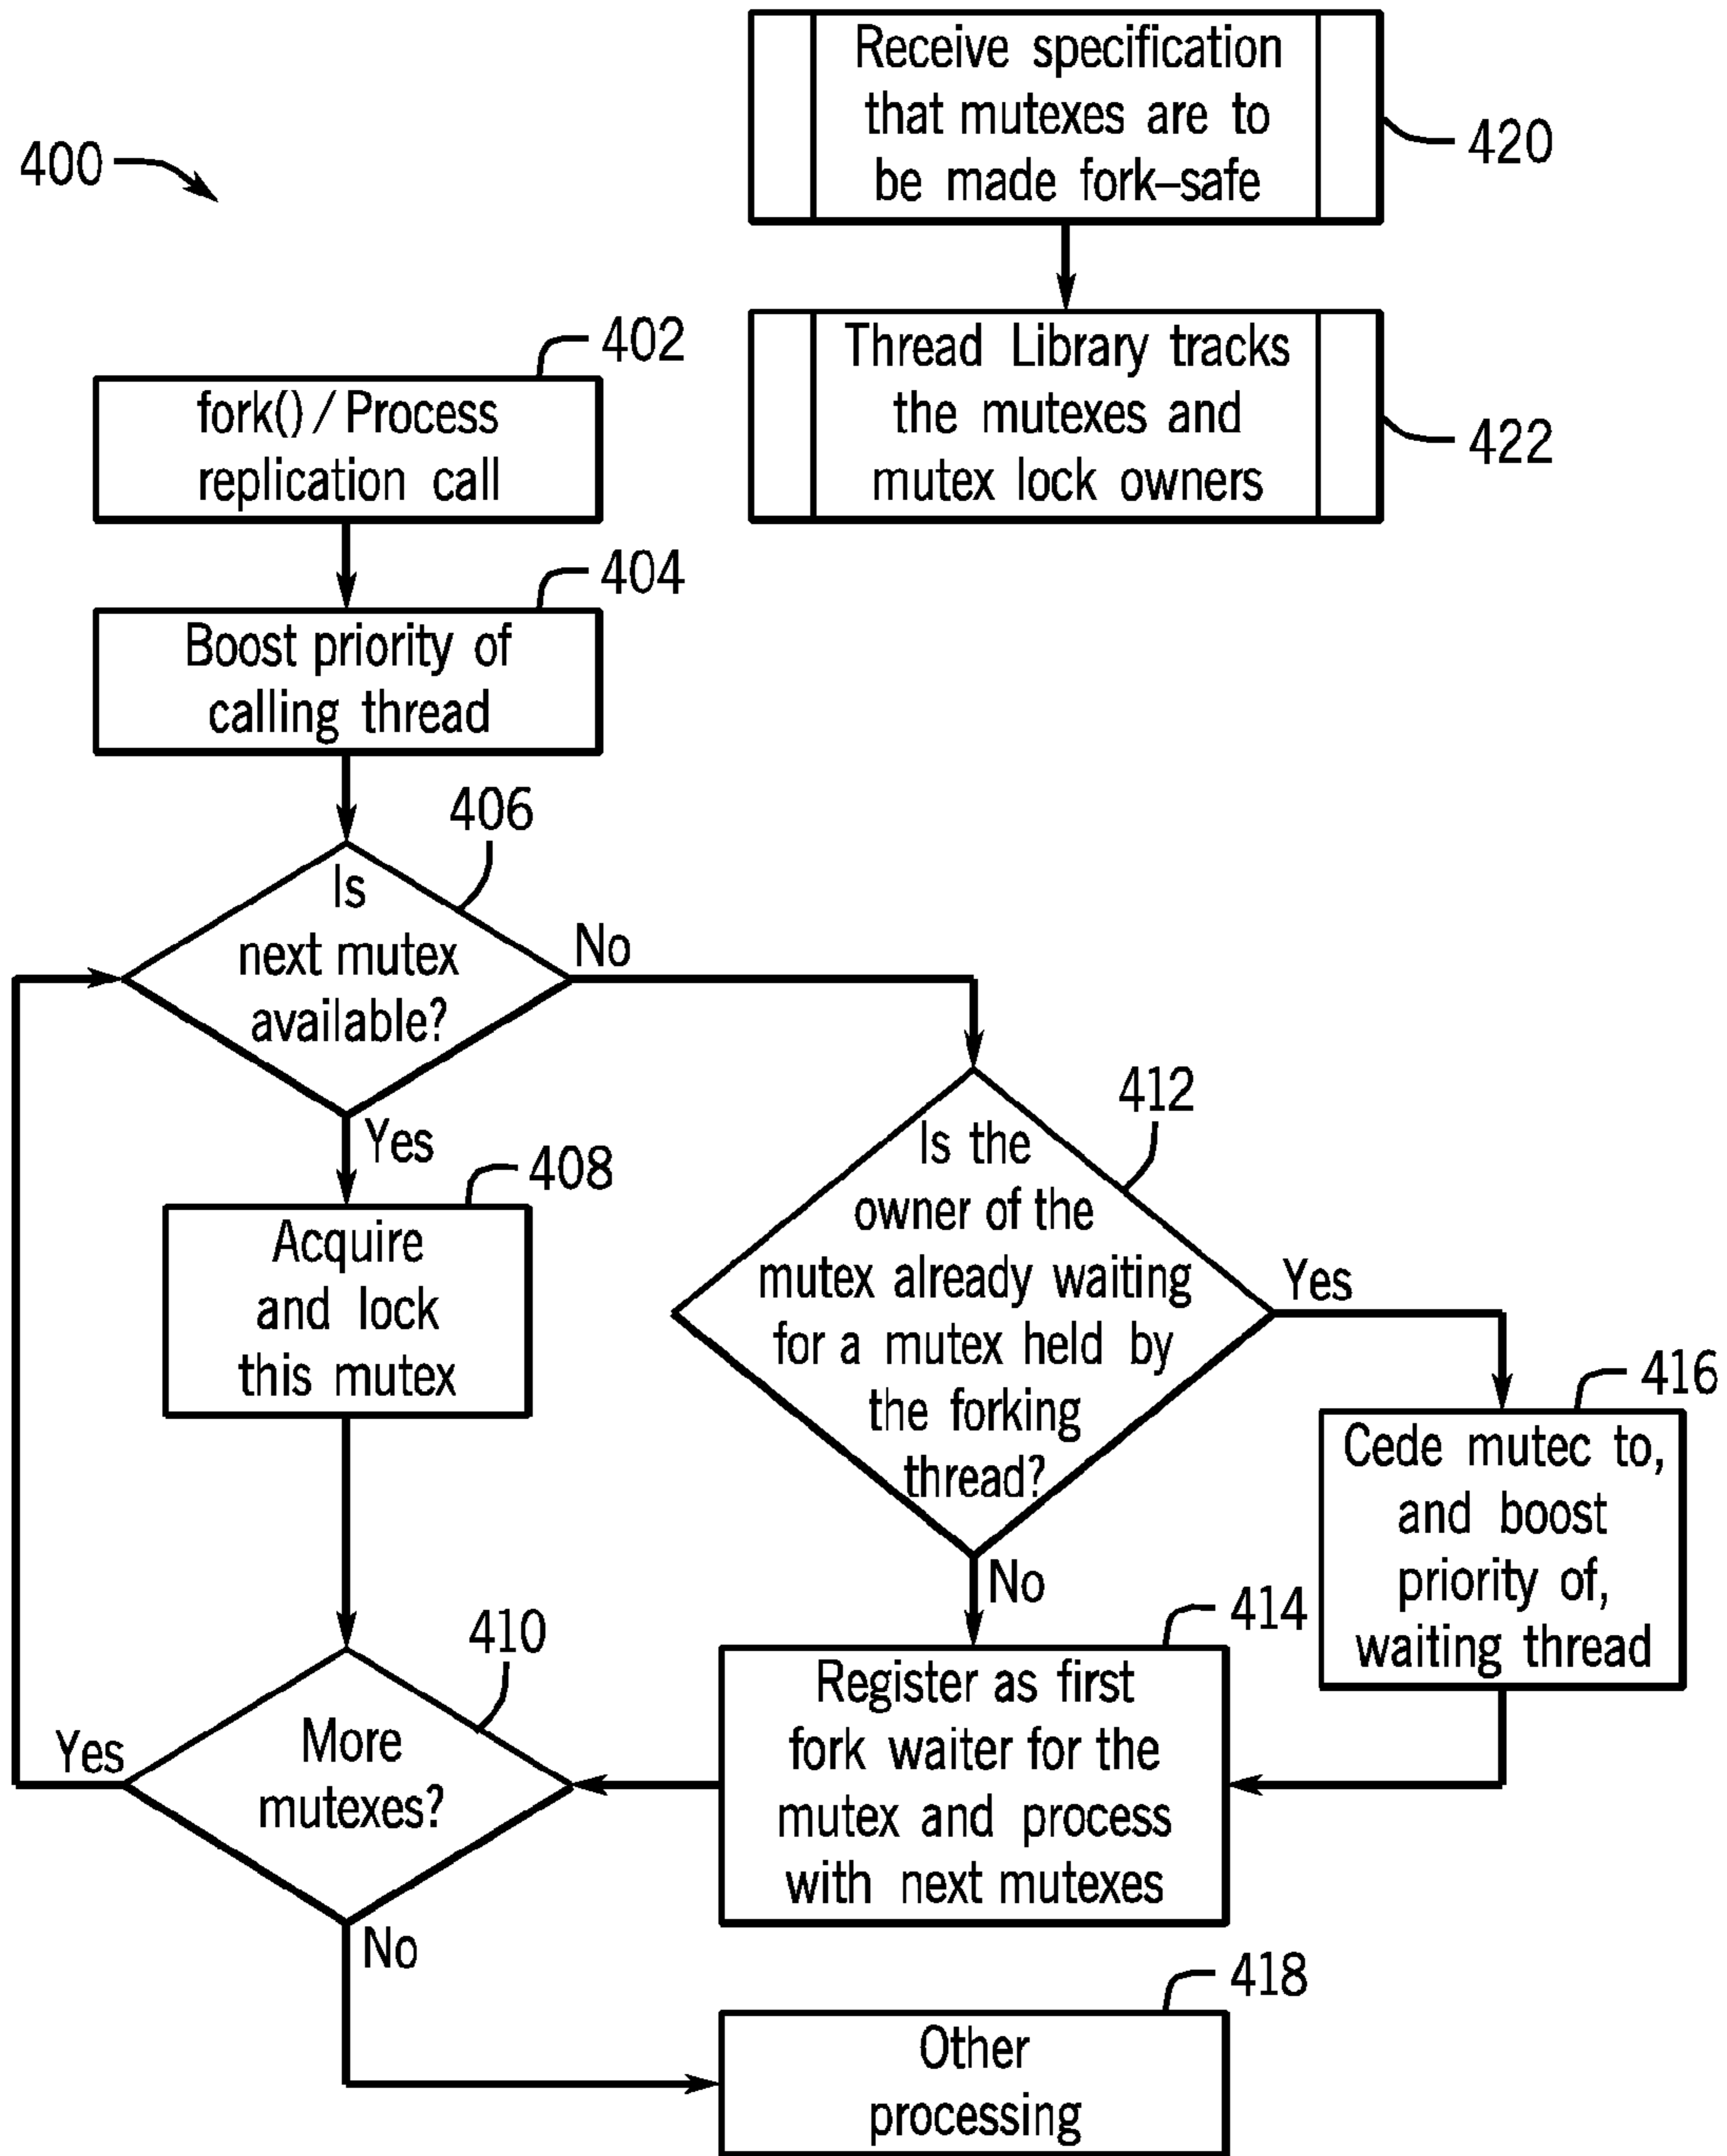 400
Receive specification
that mutexes are to
be made fork–safe
420
Thread Library tracks
the mutexes and
mutex lock owners
422
402
fork() / Process
replication call
404
Boost priority of
calling thread
406
Is
next mutex
available?
No
Yes
408
Acquire
and lock
this mutex
412
Is the
owner of the
mutex already waiting
for a mutex held by
the forking
thread?
Yes
No
416
Cede mutec to,
and boost
priority of,
waiting thread
414
Register as first
fork waiter for the
mutex and process
with next mutexes
410
More
mutexes?
Yes
No
418
Other
processing